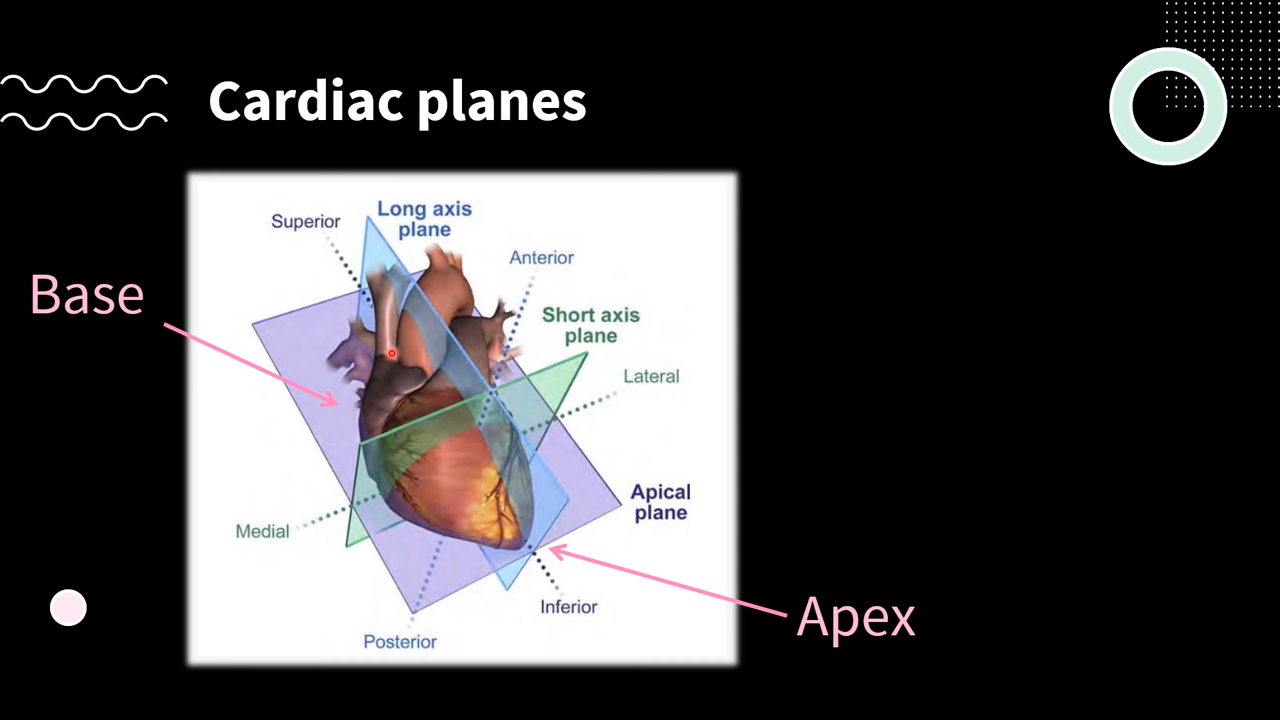 Cardiac planes
Superior
Long axis
plane
Anterior
Base
Short axis
plane
Lateral
Apical
plane
Medial
Inferior
Apex
Posterior